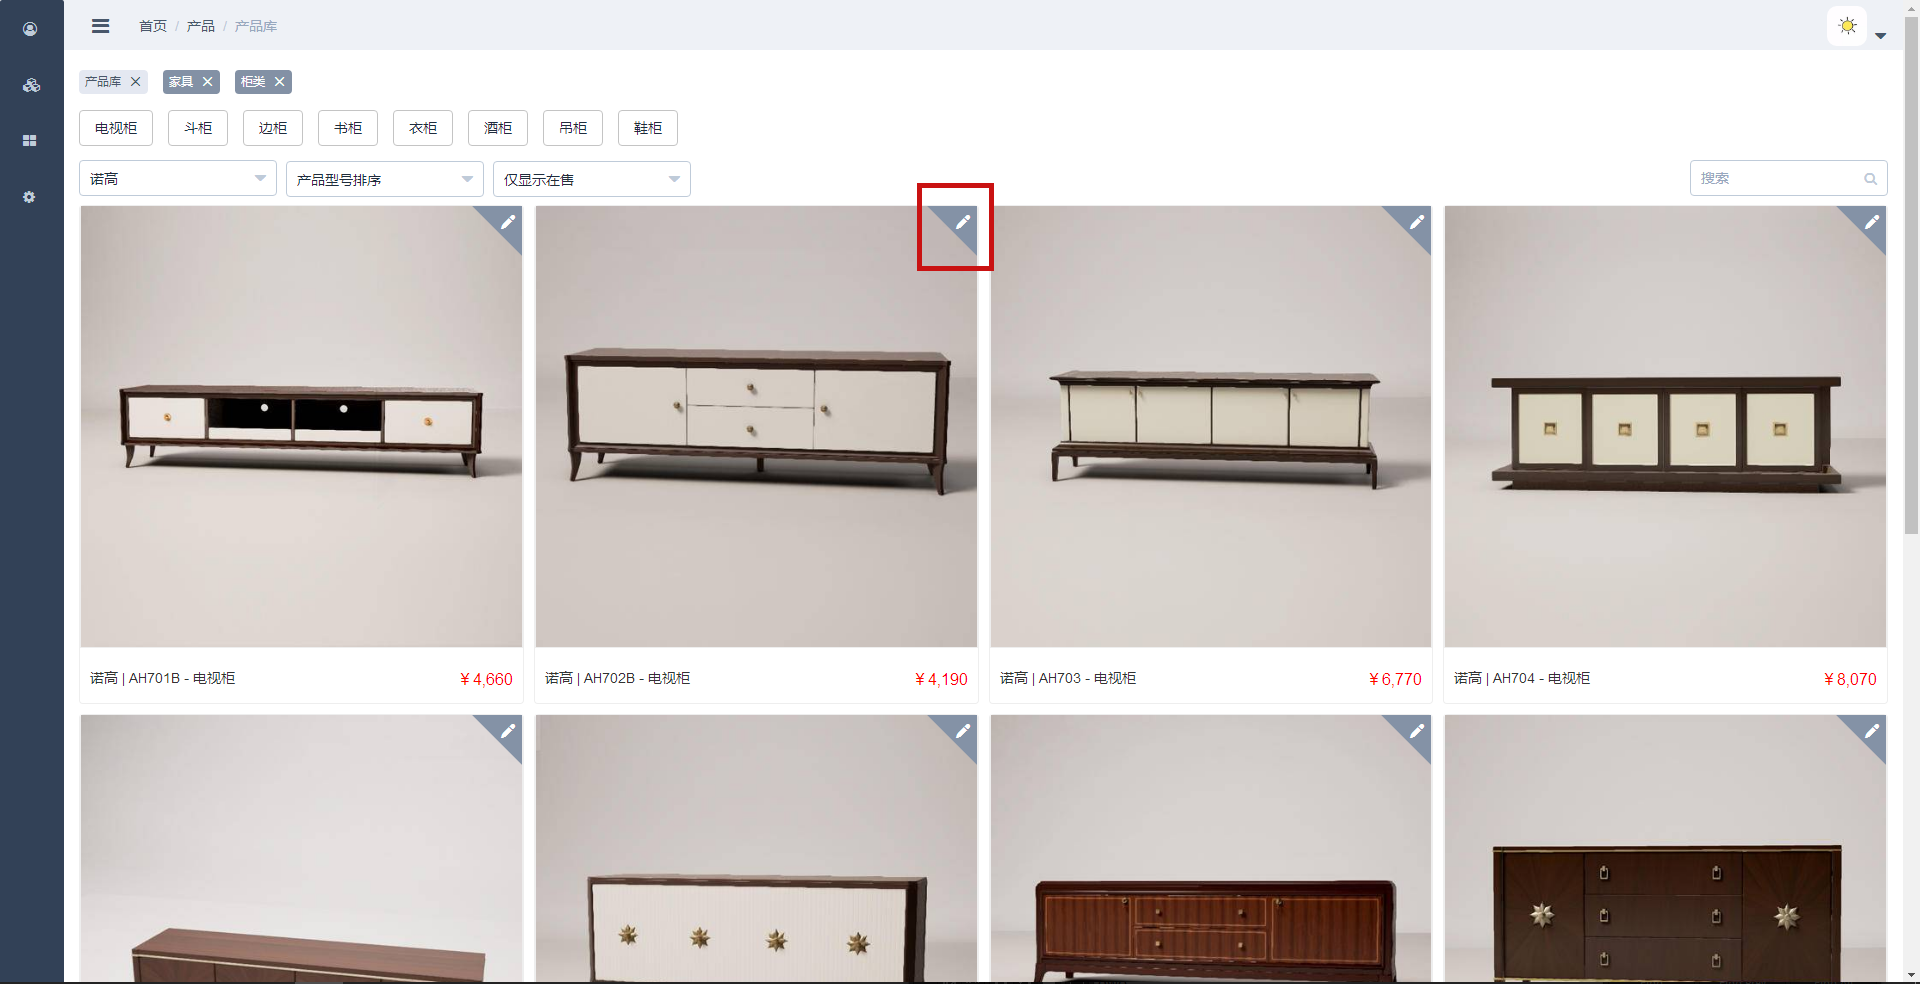 首页 / 产品 / 产品库
产品库 ✕ 家具 ✕ 柜类 ✕
电视柜 斗柜 边柜 书柜 衣柜 酒柜 吊柜 鞋柜
诺高 产品型号排序 仅显示在售 搜索
诺高 | AH701B - 电视柜 ¥ 4,660
诺高 | AH702B - 电视柜 ¥ 4,190
诺高 | AH703 - 电视柜 ¥ 6,770
诺高 | AH704 - 电视柜 ¥ 8,070